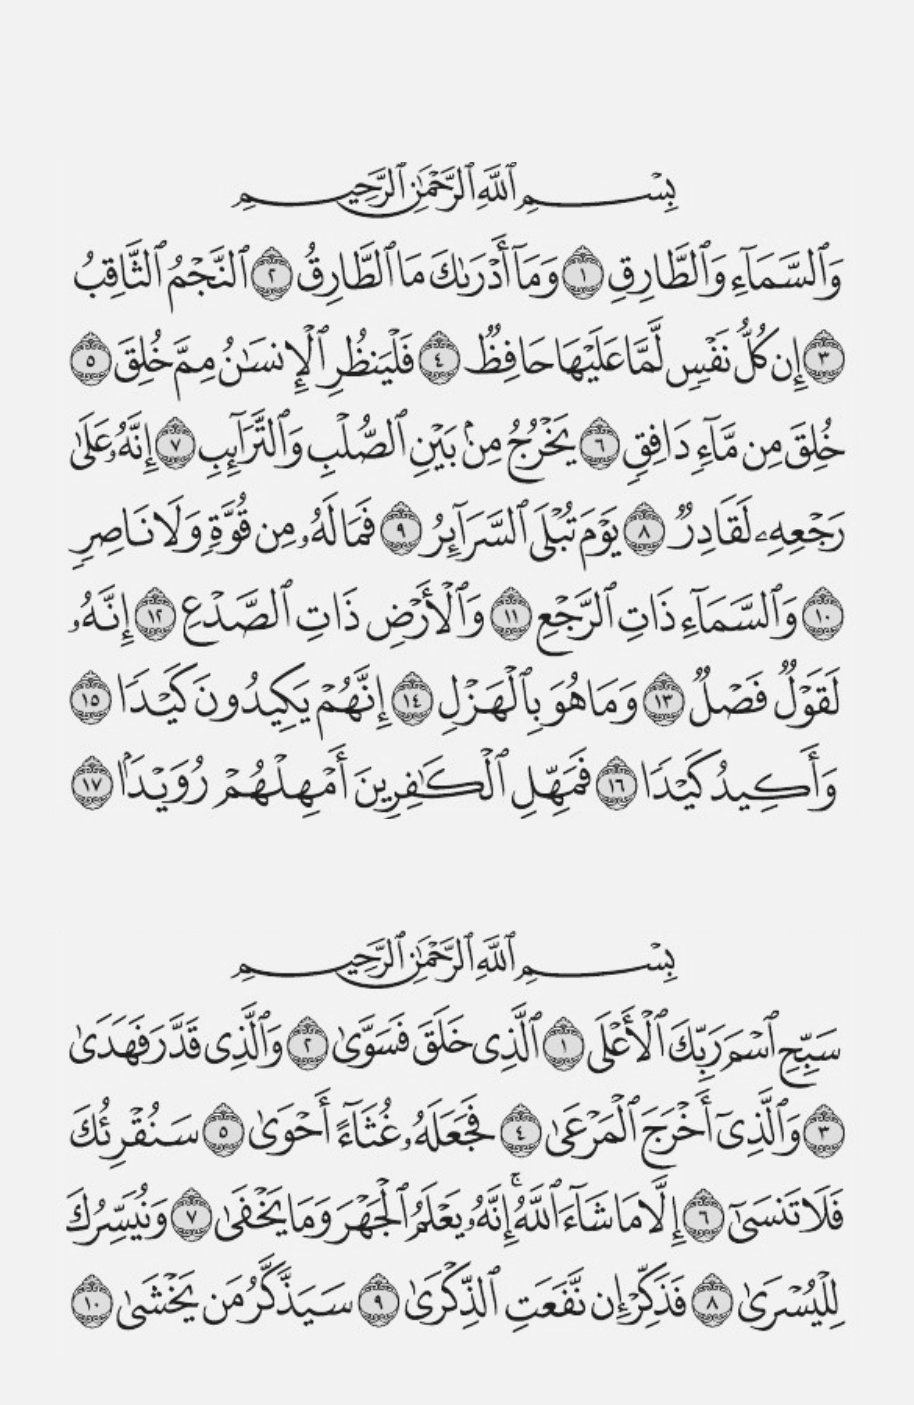 بِسْمِ ٱللَّهِ ٱلرَّحْمَٰنِ ٱلرَّحِيمِ
وَٱلسَّمَآءِ وَٱلطَّارِقِ ١ وَمَآ أَدْرَىٰكَ مَا ٱلطَّارِقُ ٢ ٱلنَّجْمُ ٱلثَّاقِبُ
٣ إِن كُلُّ نَفْسٍ لَّمَّا عَلَيْهَا حَافِظٌ ٤ فَلْيَنظُرِ ٱلْإِنسَٰنُ مِمَّ خُلِقَ ٥
خُلِقَ مِن مَّآءٍ دَافِقٍ ٦ يَخْرُجُ مِنۢ بَيْنِ ٱلصُّلْبِ وَٱلتَّرَآئِبِ ٧ إِنَّهُۥ عَلَىٰ
رَجْعِهِۦ لَقَادِرٌ ٨ يَوْمَ تُبْلَى ٱلسَّرَآئِرُ ٩ فَمَا لَهُۥ مِن قُوَّةٍ وَلَا نَاصِرٍ
١٠ وَٱلسَّمَآءِ ذَاتِ ٱلرَّجْعِ ١١ وَٱلْأَرْضِ ذَاتِ ٱلصَّدْعِ ١٢ إِنَّهُۥ
لَقَوْلٌ فَصْلٌ ١٣ وَمَا هُوَ بِٱلْهَزْلِ ١٤ إِنَّهُمْ يَكِيدُونَ كَيْدًا ١٥
وَأَكِيدُ كَيْدًا ١٦ فَمَهِّلِ ٱلْكَٰفِرِينَ أَمْهِلْهُمْ رُوَيْدًۢا ١٧
بِسْمِ ٱللَّهِ ٱلرَّحْمَٰنِ ٱلرَّحِيمِ
سَبِّحِ ٱسْمَ رَبِّكَ ٱلْأَعْلَى ١ ٱلَّذِى خَلَقَ فَسَوَّىٰ ٢ وَٱلَّذِى قَدَّرَ فَهَدَىٰ
٣ وَٱلَّذِىٓ أَخْرَجَ ٱلْمَرْعَىٰ ٤ فَجَعَلَهُۥ غُثَآءً أَحْوَىٰ ٥ سَنُقْرِئُكَ
فَلَا تَنسَىٰٓ ٦ إِلَّا مَا شَآءَ ٱللَّهُ ۚ إِنَّهُۥ يَعْلَمُ ٱلْجَهْرَ وَمَا يَخْفَىٰ ٧ وَنُيَسِّرُكَ
لِلْيُسْرَىٰ ٨ فَذَكِّرْ إِن نَّفَعَتِ ٱلذِّكْرَىٰ ٩ سَيَذَّكَّرُ مَن يَخْشَىٰ ١٠